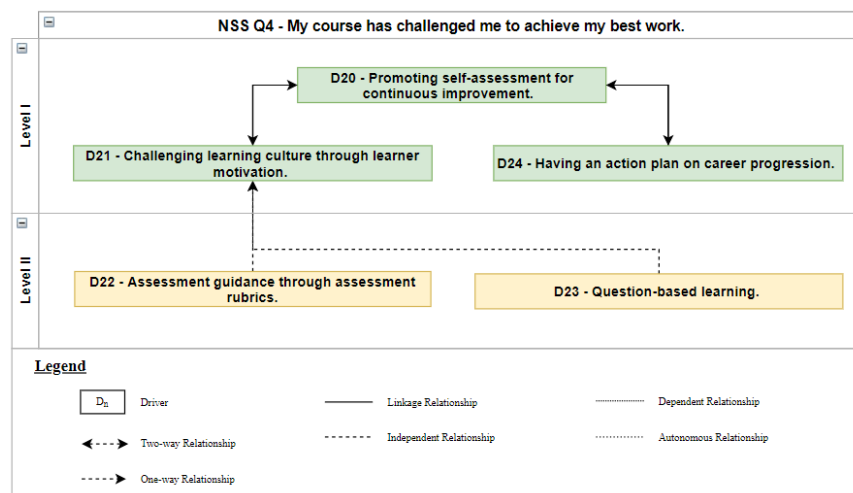 NSS Q4 - My course has challenged me to achieve my best work.
Level I
D20 - Promoting self-assessment for
continuous improvement.
D21 - Challenging learning culture through learner
motivation.
D24 - Having an action plan on career progression.
Level II
D22 - Assessment guidance through assessment
rubrics.
D23 - Question-based learning.
Legend
Dn
Driver
Linkage Relationship
Dependent Relationship
Two-way Relationship
Independent Relationship
Autonomous Relationship
One-way Relationship